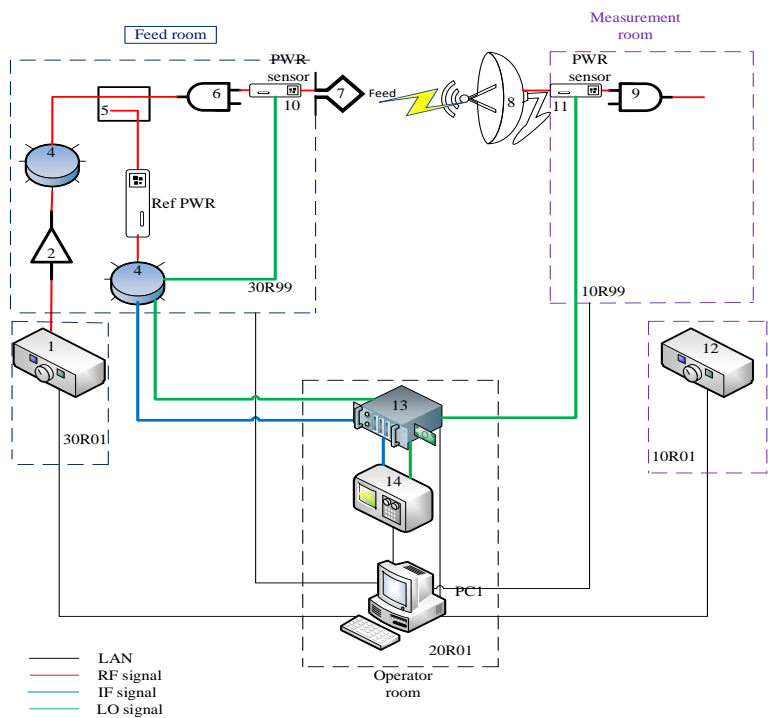 Feed room
Measurement
room
PWR
sensor
PWR
sensor
6
10
7
Feed
8
11
9
5
4
Ref PWR
2
4
30R99
10R99
1
12
30R01
10R01
13
LO
14
PC1
20R01
Operator
room
LAN
RF signal
IF signal
LO signal